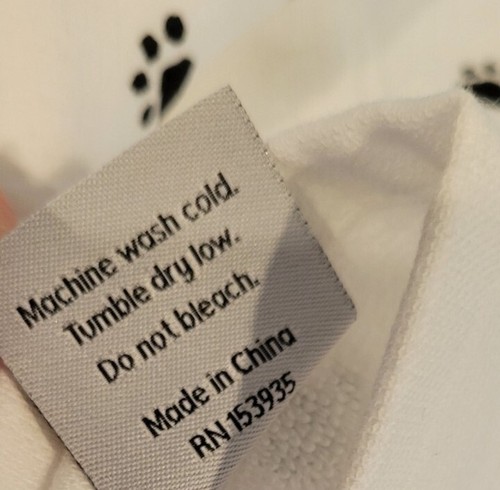 Machine wash cold.
Tumble dry low.
Do not bleach.
Made in China
RN 153935